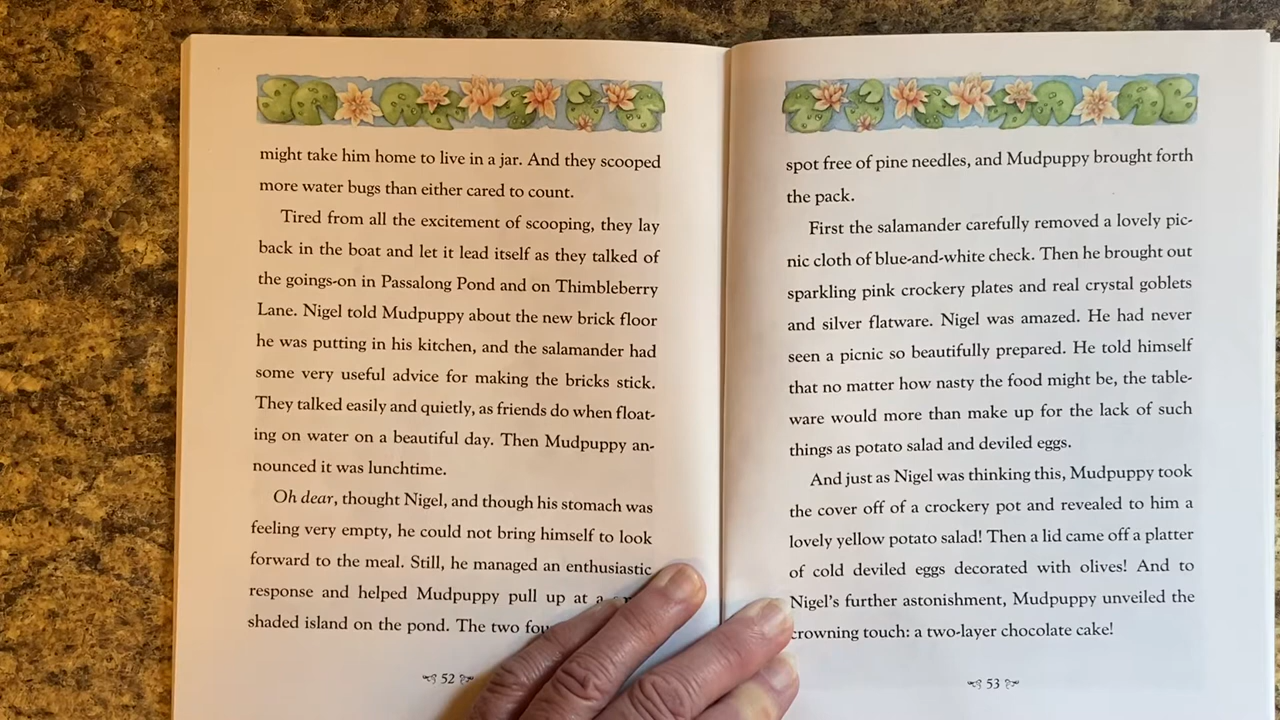 might take him home to live in a jar. And they scooped
more water bugs than either cared to count.
Tired from all the excitement of scooping, they lay
back in the boat and let it lead itself as they talked of
the goings-on in Passalong Pond and on Thimbleberry
Lane. Nigel told Mudpuppy about the new brick floor
he was putting in his kitchen, and the salamander had
some very useful advice for making the bricks stick.
They talked easily and quietly, as friends do when float-
ing on water on a beautiful day. Then Mudpuppy an-
nounced it was lunchtime.
Oh dear, thought Nigel, and though his stomach was
feeling very empty, he could not bring himself to look
forward to the meal. Still, he managed an enthusiastic
response and helped Mudpuppy pull up at a
shaded island on the pond. The two
52
spot free of pine needles, and Mudpuppy brought forth
the pack.
First the salamander carefully removed a lovely pic-
nic cloth of blue-and-white check. Then he brought out
sparkling pink crockery plates and real crystal goblets
and silver flatware. Nigel was amazed. He had never
seen a picnic so beautifully prepared. He told himself
that no matter how nasty the food might be, the table-
ware would more than make up for the lack of such
things as potato salad and deviled eggs.
And just as Nigel was thinking this, Mudpuppy took
the cover off of a crockery pot and revealed to him a
lovely yellow potato salad! Then a lid came off a platter
of cold deviled eggs decorated with olives! And to
Nigel's further astonishment, Mudpuppy unveiled the
crowning touch: a two-layer chocolate cake!
53